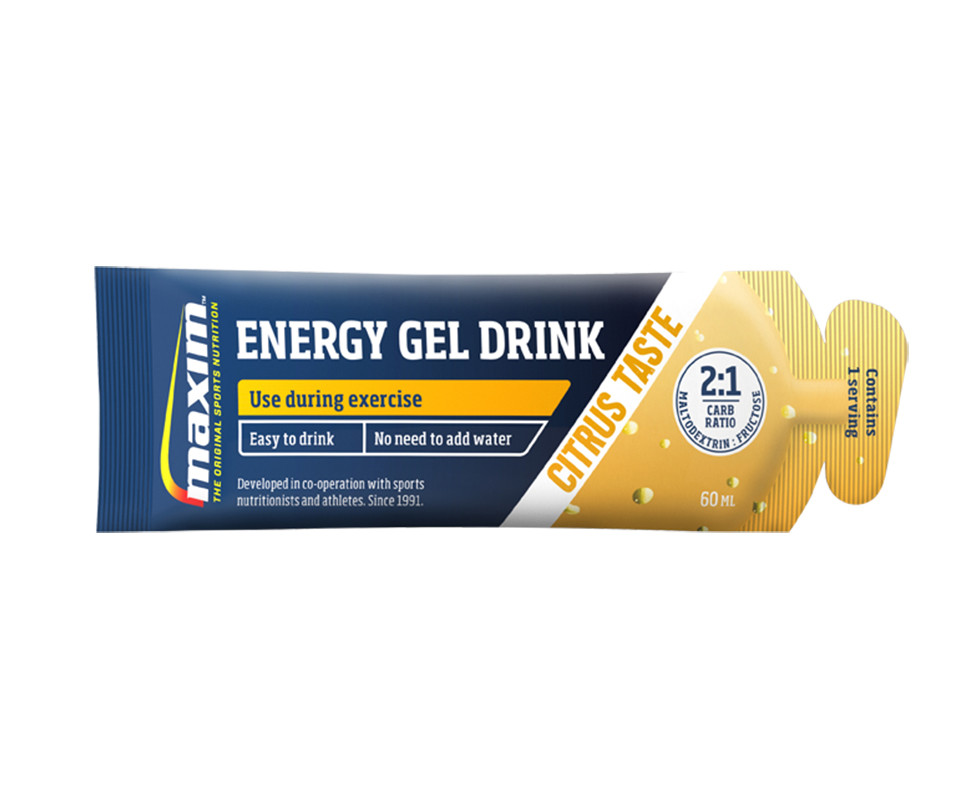 maxim™
THE ORIGINAL SPORTS NUTRITION
ENERGY GEL DRINK
Use during exercise
Easy to drink
No need to add water
Developed in co-operation with sports
nutritionists and athletes. Since 1991.
CITRUS TASTE
2:1
CARB
RATIO
MALTODEXTRIN : FRUCTOSE
60 ML
Contains
1 serving